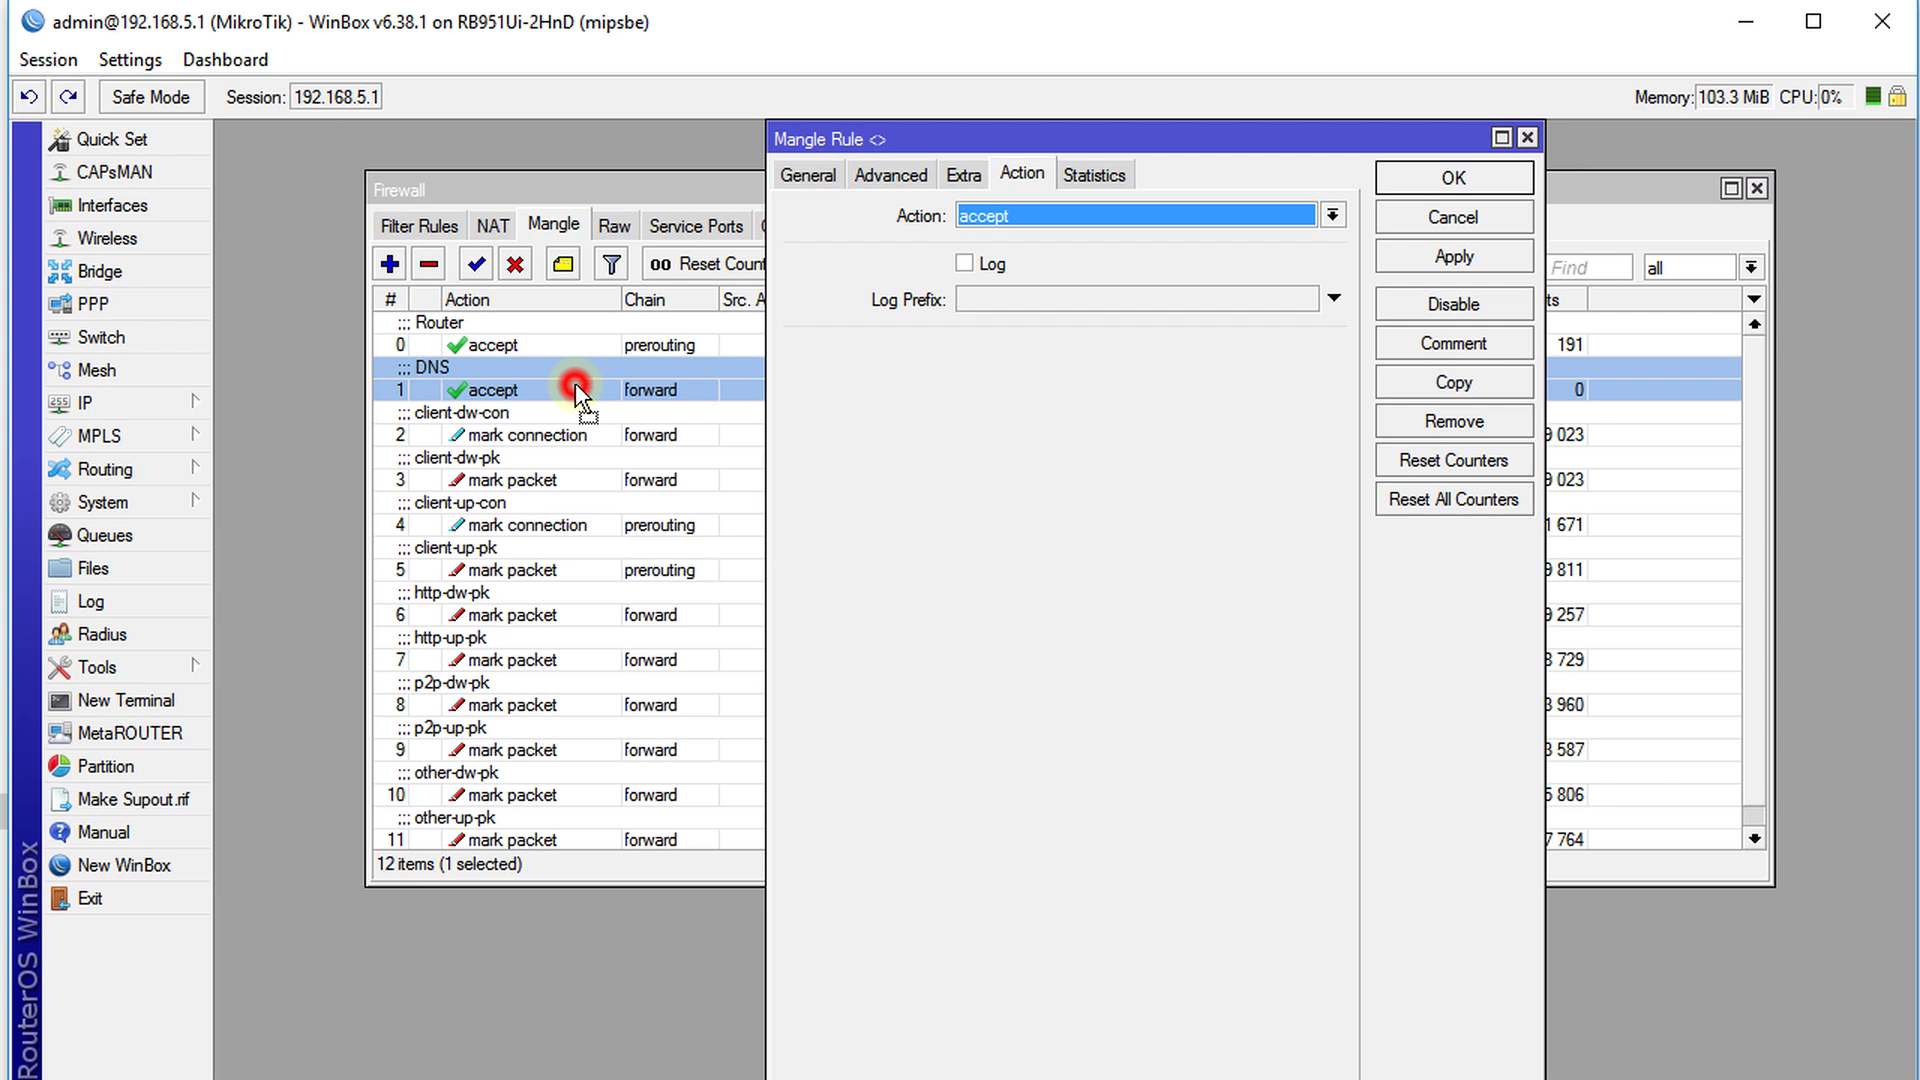 admin@192.168.5.1 (MikroTik) - WinBox v6.38.1 on RB951Ui-2HnD (mipsbe)
Session Settings Dashboard
Safe Mode Session: 192.168.5.1 Memory: 103.3 MiB CPU: 0%
Quick Set
CAPsMAN
Interfaces
Wireless
Bridge
PPP
Switch
Mesh
IP
MPLS
Routing
System
Queues
Files
Log
Radius
Tools
New Terminal
MetaROUTER
Partition
Make Supout.rif
Manual
New WinBox
Exit
RouterOS WinBox
Firewall
Filter Rules NAT Mangle Raw Service Ports
00 Reset Count
Find all
# Action Chain Src. A ts
;;; Router
0 accept prerouting 191
;;; DNS
1 accept forward 0
;;; client-dw-con
2 mark connection forward 9 023
;;; client-dw-pk
3 mark packet forward 9 023
;;; client-up-con
4 mark connection prerouting 1 671
;;; client-up-pk
5 mark packet prerouting 9 811
;;; http-dw-pk
6 mark packet forward 9 257
;;; http-up-pk
7 mark packet forward 729
;;; p2p-dw-pk
8 mark packet forward 960
;;; p2p-up-pk
9 mark packet forward 587
;;; other-dw-pk
10 mark packet forward 806
;;; other-up-pk
11 mark packet forward 7 764
12 items (1 selected)
Mangle Rule <>
General Advanced Extra Action Statistics
Action: accept
Log
Log Prefix:
OK
Cancel
Apply
Disable
Comment
Copy
Remove
Reset Counters
Reset All Counters